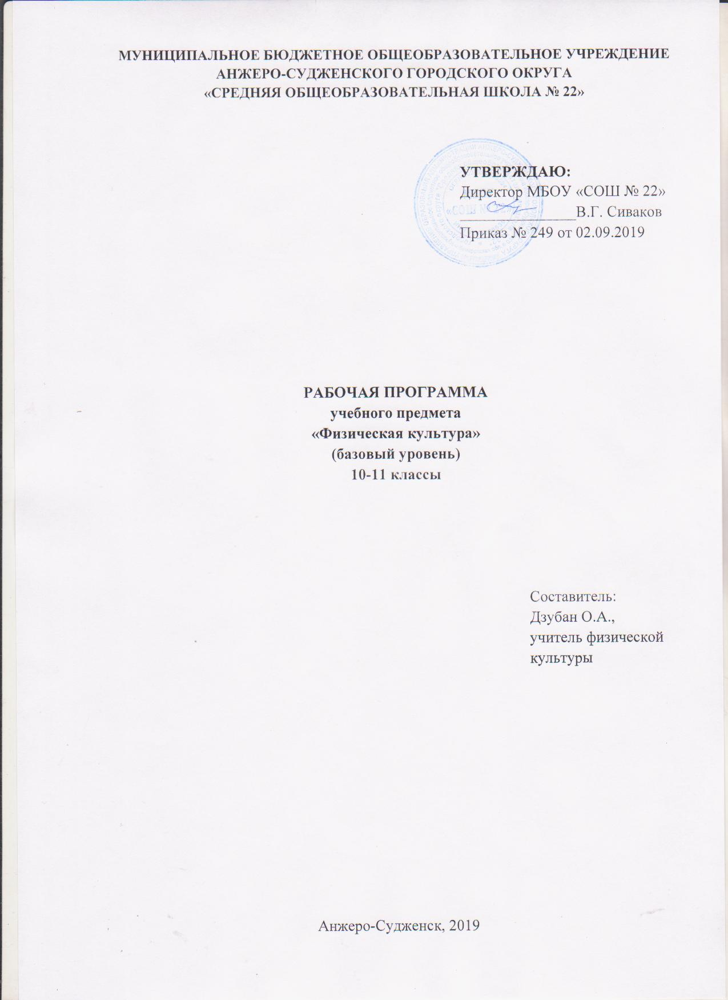 МУНИЦИПАЛЬНОЕ БЮДЖЕТНОЕ ОБЩЕОБРАЗОВАТЕЛЬНОЕ УЧРЕЖДЕНИЕ
АНЖЕРО-СУДЖЕНСКОГО ГОРОДСКОГО ОКРУГА
«СРЕДНЯЯ ОБЩЕОБРАЗОВАТЕЛЬНАЯ ШКОЛА № 22»
УТВЕРЖДАЮ:
Директор МБОУ «СОШ № 22»
_______________В.Г. Сиваков
Приказ № 249 от 02.09.2019
РАБОЧАЯ ПРОГРАММА
учебного предмета
«Физическая культура»
(базовый уровень)
10-11 классы
Составитель:
Дзубан О.А.,
учитель физической
культуры
Анжеро-Судженск, 2019